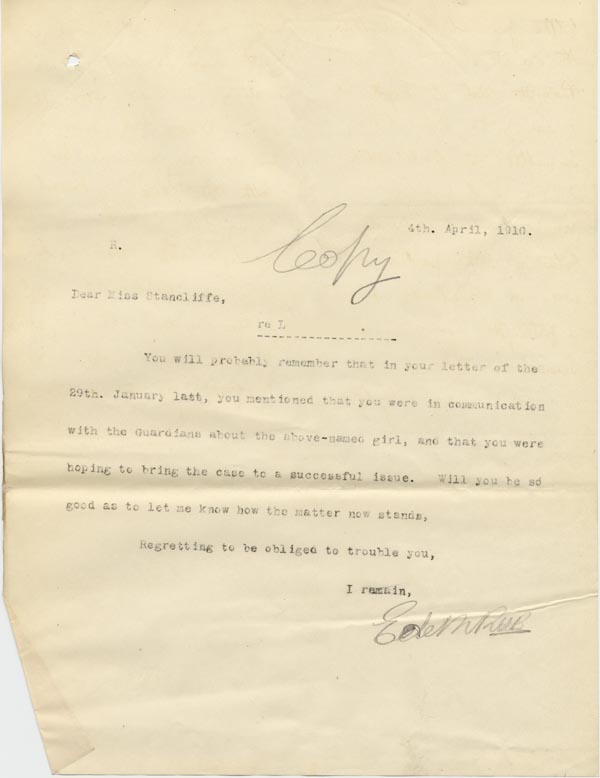 4th. April, 1910.
R.
Copy
Dear Miss Stancliffe,
re L .
You will probably remember that in your letter of the
29th. January last, you mentioned that you were in communication
with the Guardians about the above-named girl, and that you were
hoping to bring the case to a successful issue. Will you be so
good as to let me know how the matter now stands,
Regretting to be obliged to trouble you,
I remain,